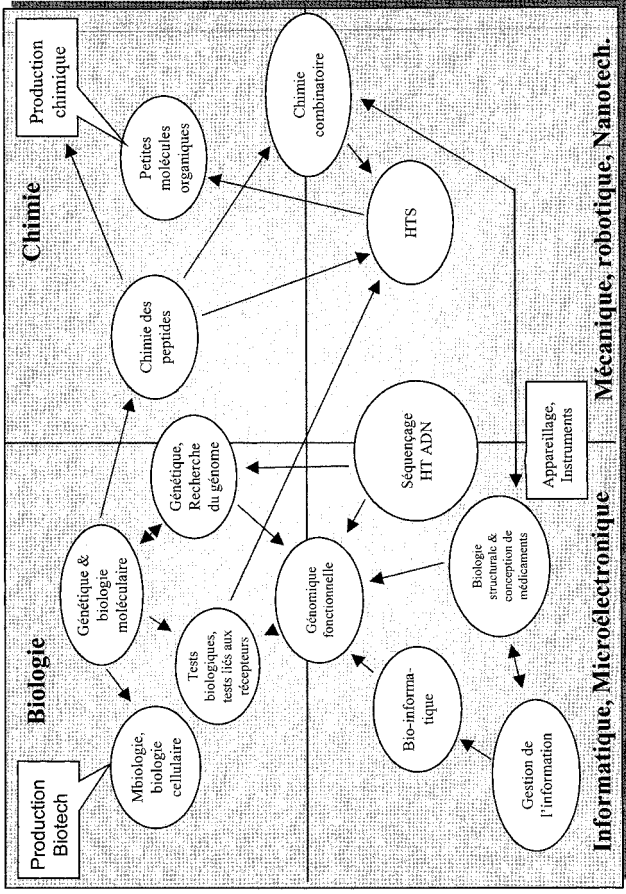 Production
Biotech
Biologie
Mbiologie,
biologie
cellulaire
Génétique &
biologie
moléculaire
Tests
biologiques,
tests liés aux
récepteurs
Génétique,
Recherche
du génome
Chimie
Production
chimique
Chimie des
peptides
Petites
molécules
organiques
Chimie
combinatoire
HTS
Génomique
fonctionnelle
Séquençage
HT ADN
Bio-informa-
tique
Biologie
structurale &
conception de
médicaments
Gestion de
l'information
Appareillage,
Instruments
Informatique, Microélectronique
Mécanique, robotique, Nanotech.